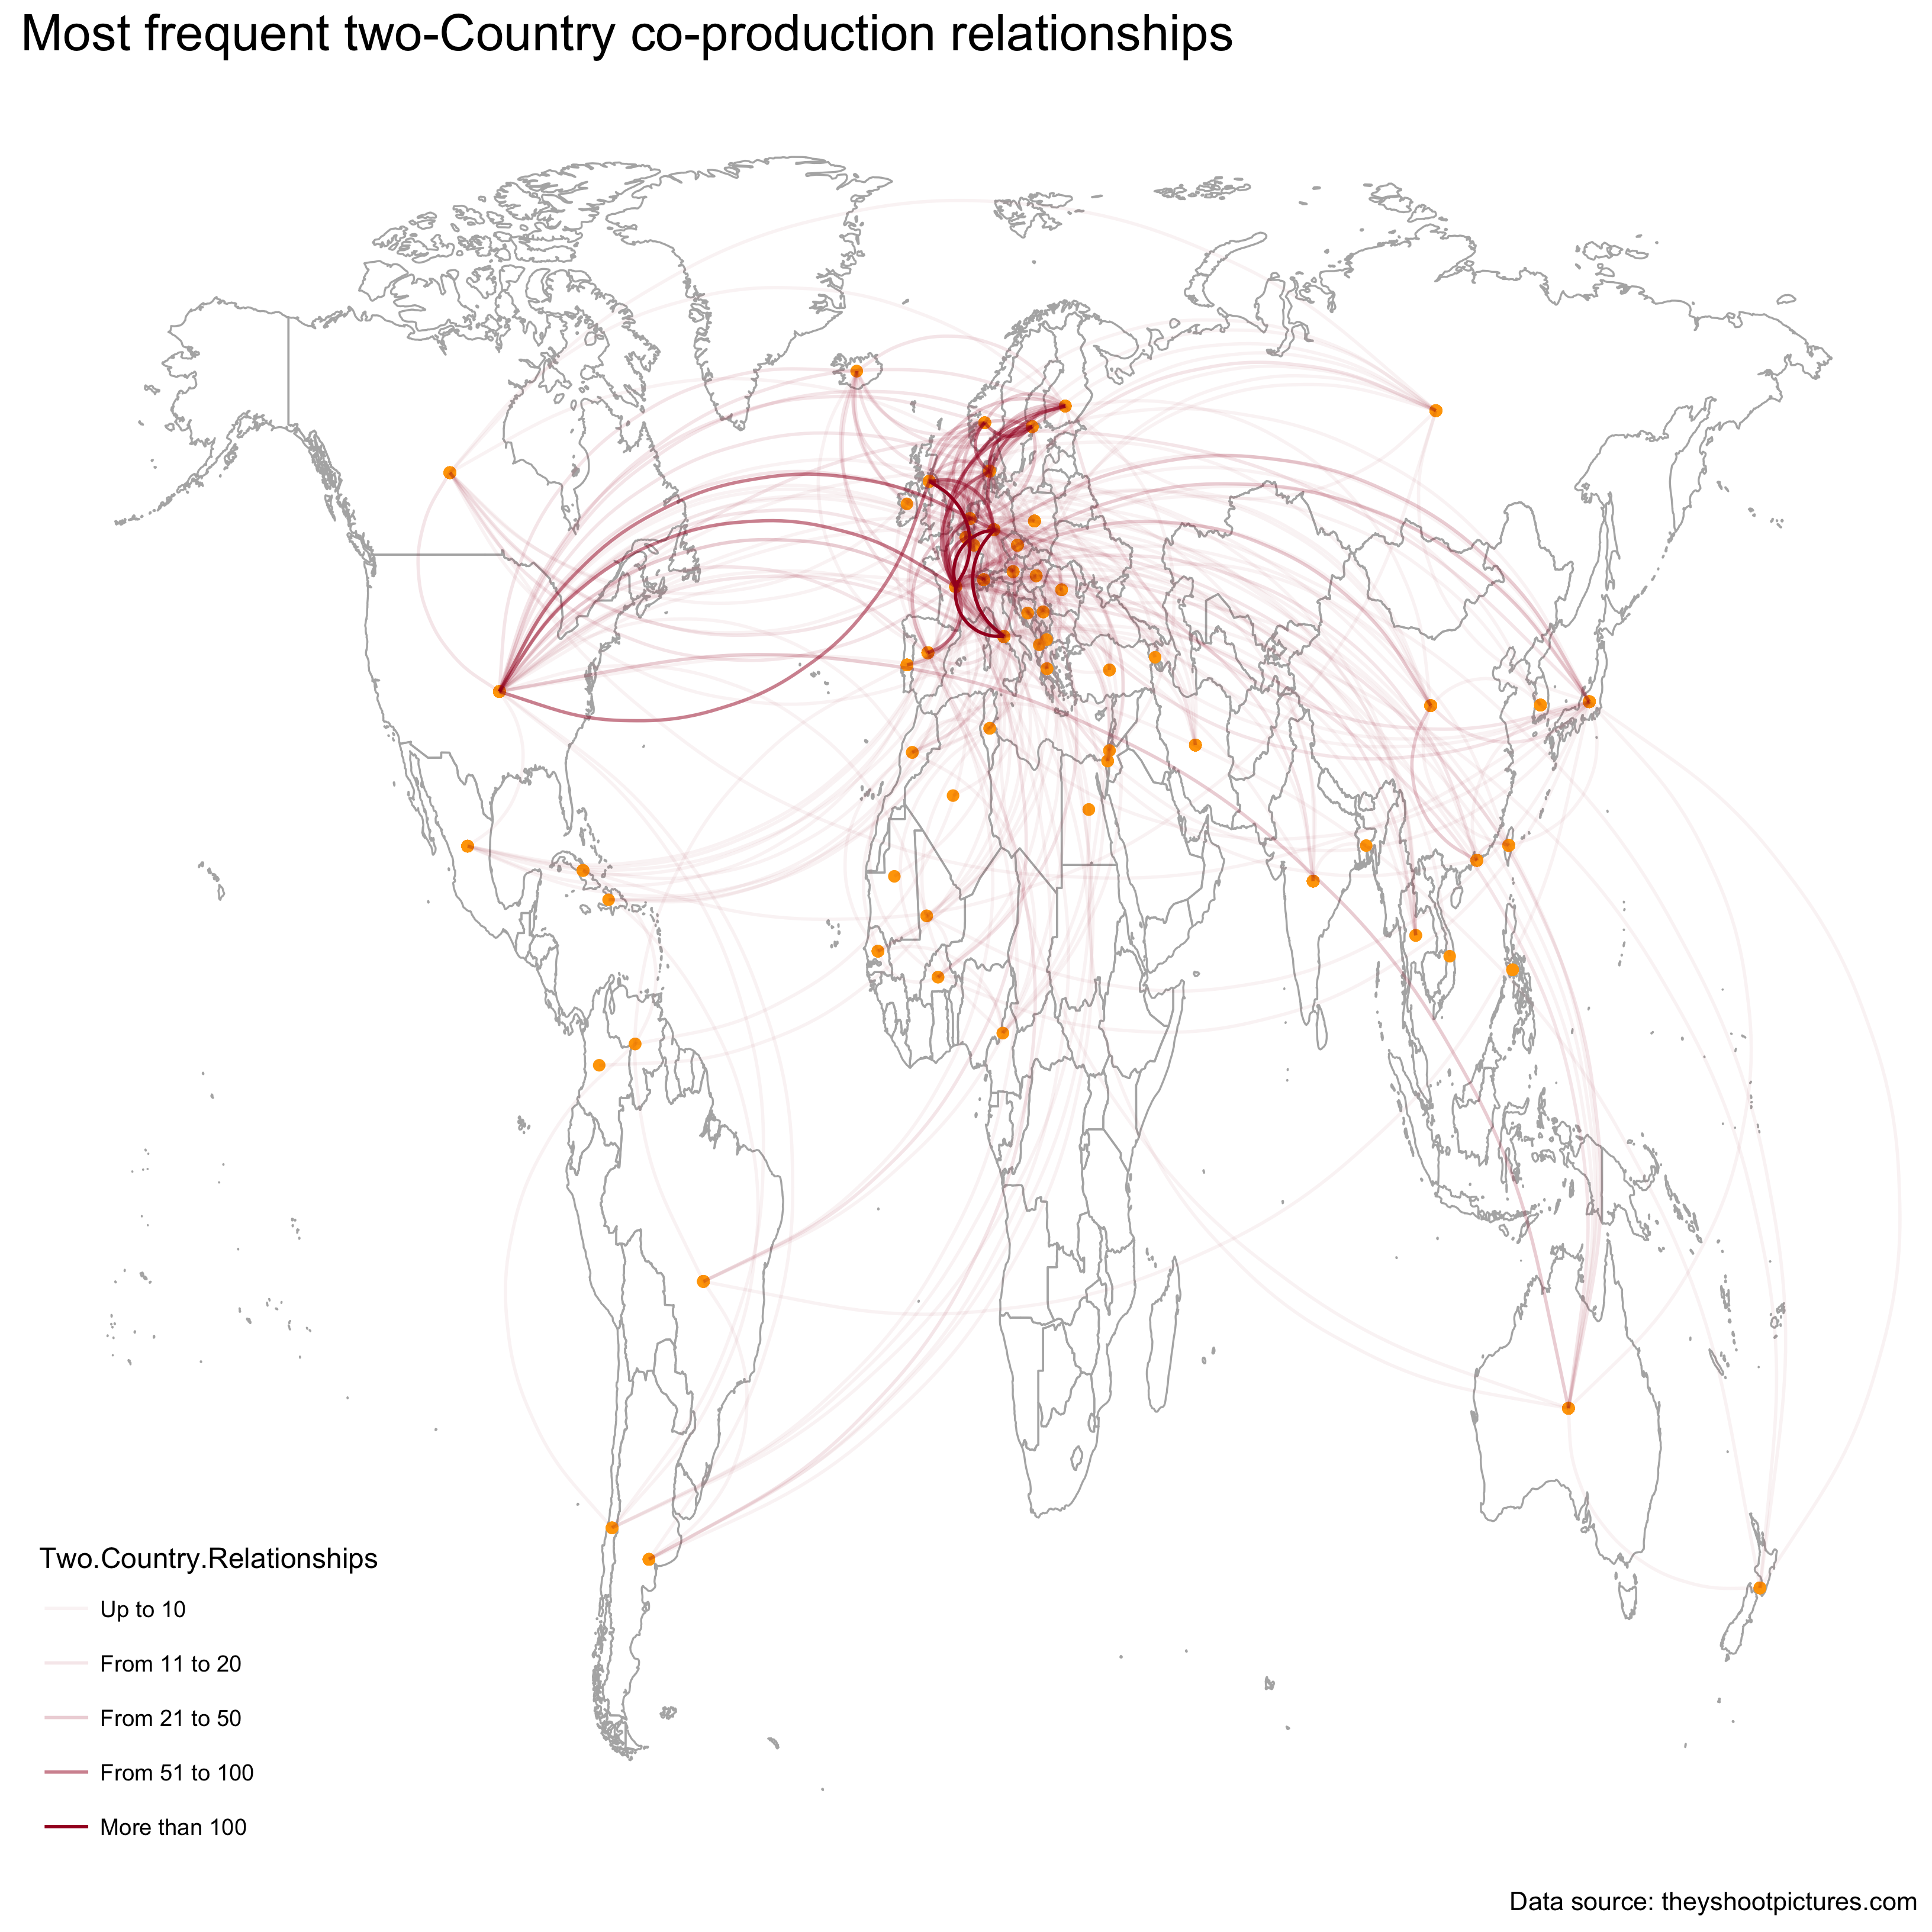 Most frequent two-Country co-production relationships
Two.Country.Relationships
Up to 10
From 11 to 20
From 21 to 50
From 51 to 100
More than 100
Data source: theyshootpictures.com